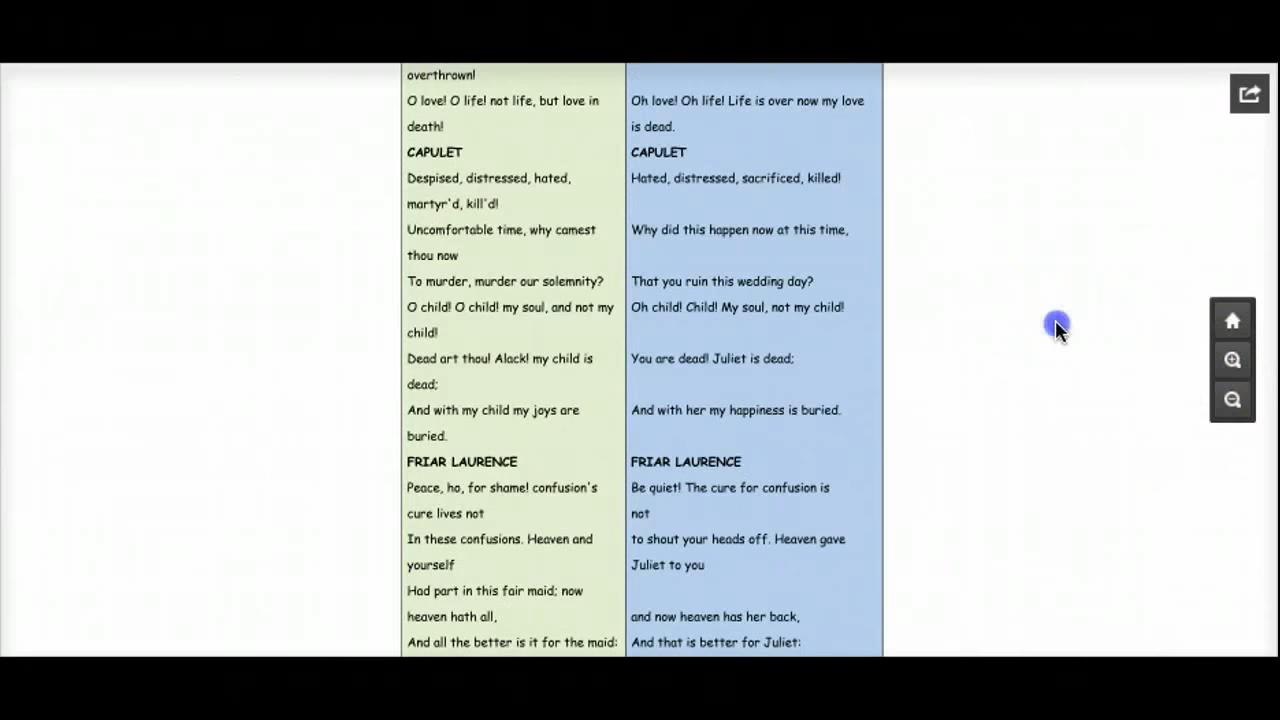 overthrown!
O love! O life! not life, but love in
death!
CAPULET
Despised, distressed, hated,
martyr'd, kill'd!
Uncomfortable time, why camest
thou now
To murder, murder our solemnity?
O child! O child! my soul, and not my
child!
Dead art thou! Alack! my child is
dead;
And with my child my joys are
buried.
FRIAR LAURENCE
Peace, ho, for shame! confusion's
cure lives not
In these confusions. Heaven and
yourself
Had part in this fair maid; now
heaven hath all,
And all the better is it for the maid:
Oh love! Oh life! Life is over now my love
is dead.
CAPULET
Hated, distressed, sacrificed, killed!
Why did this happen now at this time,
That you ruin this wedding day?
Oh child! Child! My soul, not my child!
You are dead! Juliet is dead;
And with her my happiness is buried.
FRIAR LAURENCE
Be quiet! The cure for confusion is
not
to shout your heads off. Heaven gave
Juliet to you
and now heaven has her back,
And that is better for Juliet: